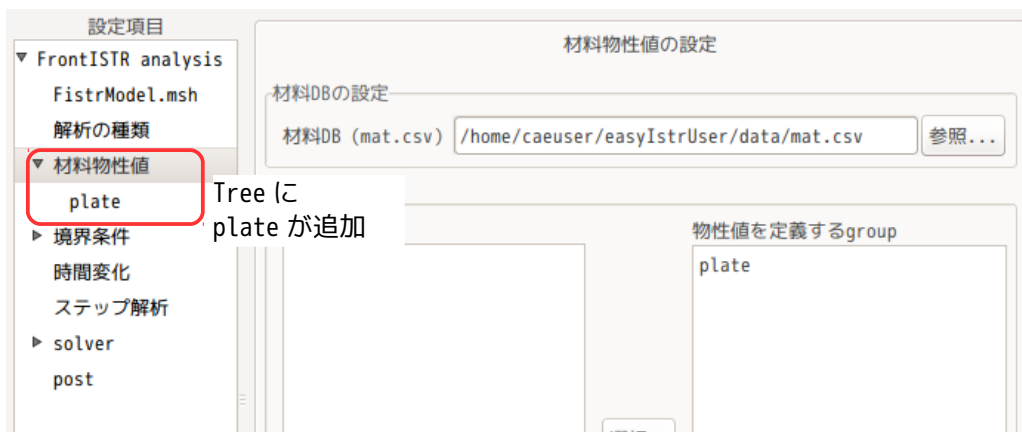 設定項目
FrontISTR analysis
FistrModel.msh
解析の種類
材料物性値
plate
境界条件
時間変化
ステップ解析
solver
post
Tree に
plate が追加
材料物性値の設定
材料DBの設定
材料DB (mat.csv) /home/caeuser/easyIstrUser/data/mat.csv 参照...
物性値を定義するgroup
plate